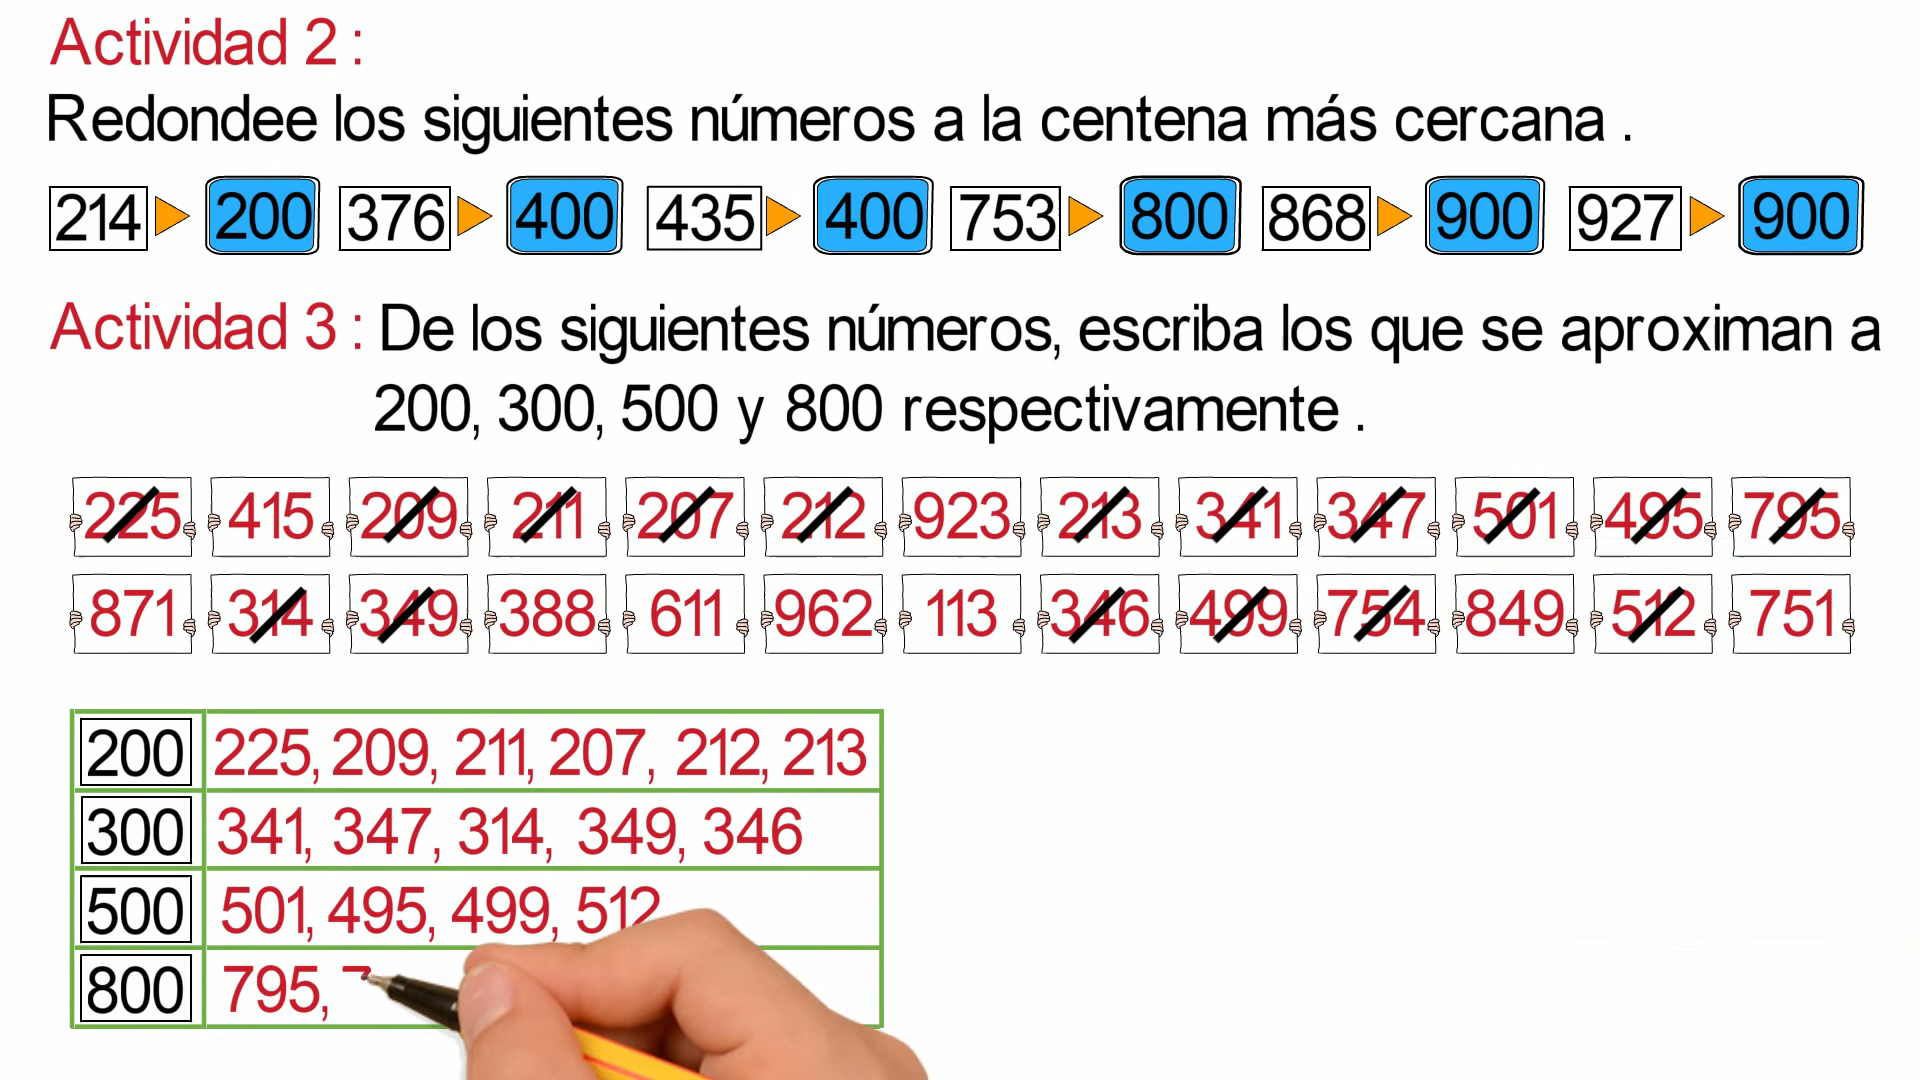 Actividad 2 :
Redondee los siguientes números a la centena más cercana .
214 200 376 400 435 400 753 800 868 900 927 900
Actividad 3 : De los siguientes números, escriba los que se aproximan a
200, 300, 500 y 800 respectivamente .
225 415 209 211 207 212 923 213 341 347 501 495 795
871 314 349 388 611 962 113 346 499 754 849 512 751
200 225, 209, 211, 207, 212, 213
300 341, 347, 314, 349, 346
500 501, 495, 499, 512
800 795,